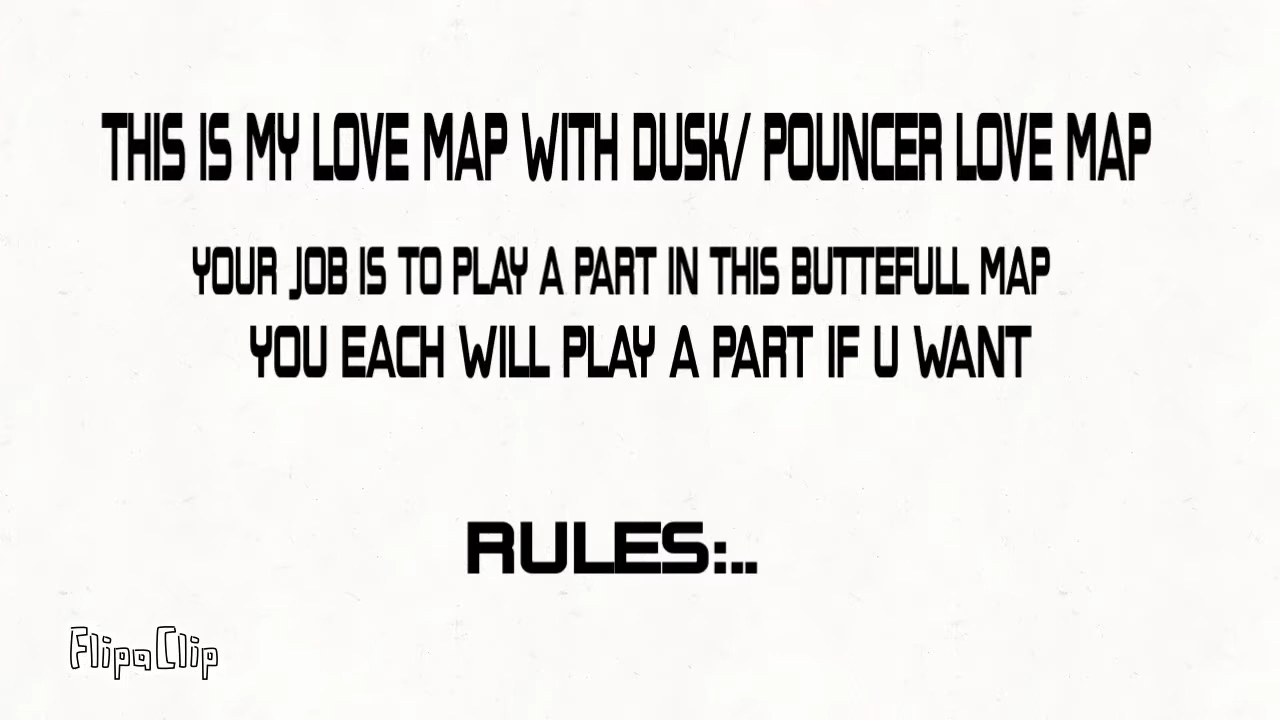 THIS IS MY LOVE MAP WITH DUSK/ POUNCER LOVE MAP
YOUR JOB IS TO PLAY A PART IN THIS BUTTEFULL MAP
YOU EACH WILL PLAY A PART IF U WANT
RULES:..
FlipaClip